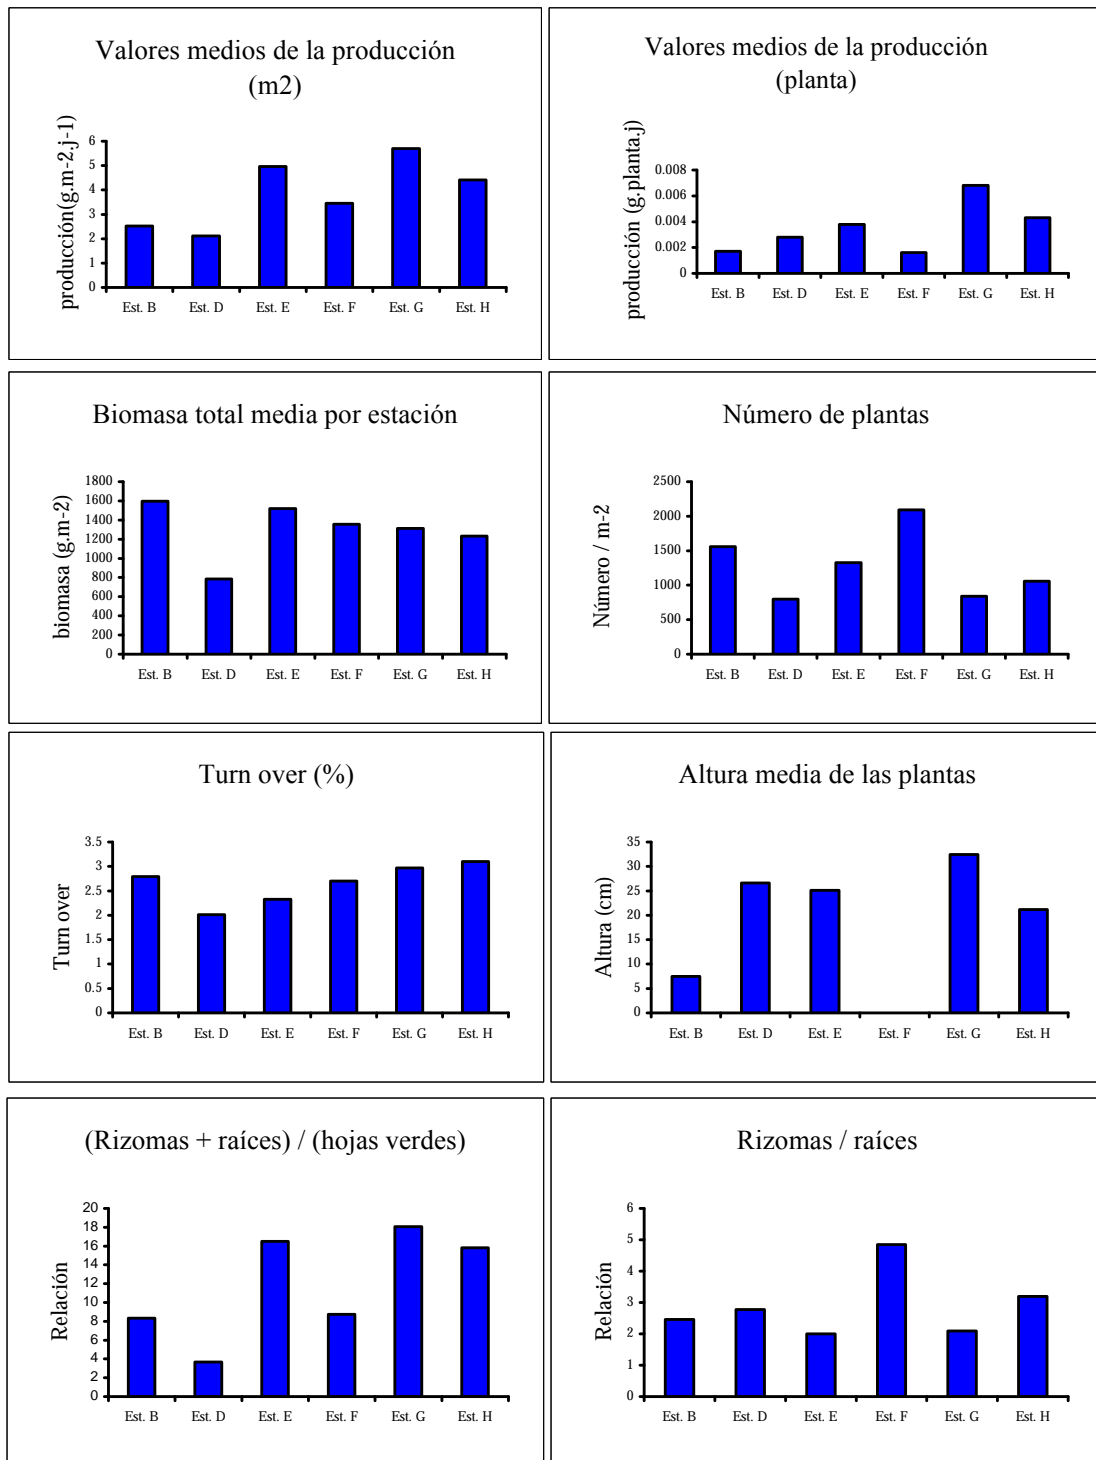 Valores medios de la producción
(m2)
producción(g.m-2.j-1)
6
5
4
3
2
1
0
Est. B Est. D Est. E Est. F Est. G Est. H
Valores medios de la producción
(planta)
producción (g.planta.j)
0.008
0.006
0.004
0.002
0
Est. B Est. D Est. E Est. F Est. G Est. H
Biomasa total media por estación
biomasa (g.m-2)
1800
1600
1400
1200
1000
800
600
400
200
0
Est. B Est. D Est. E Est. F Est. G Est. H
Número de plantas
Número / m-2
2500
2000
1500
1000
500
0
Est. B Est. D Est. E Est. F Est. G Est. H
Turn over (%)
Turn over
3.5
3
2.5
2
1.5
1
0.5
0
Est. B Est. D Est. E Est. F Est. G Est. H
Altura media de las plantas
Altura (cm)
35
30
25
20
15
10
5
0
Est. B Est. D Est. E Est. F Est. G Est. H
(Rizomas + raíces) / (hojas verdes)
Relación
20
18
16
14
12
10
8
6
4
2
0
Est. B Est. D Est. E Est. F Est. G Est. H
Rizomas / raíces
Relación
6
5
4
3
2
1
0
Est. B Est. D Est. E Est. F Est. G Est. H